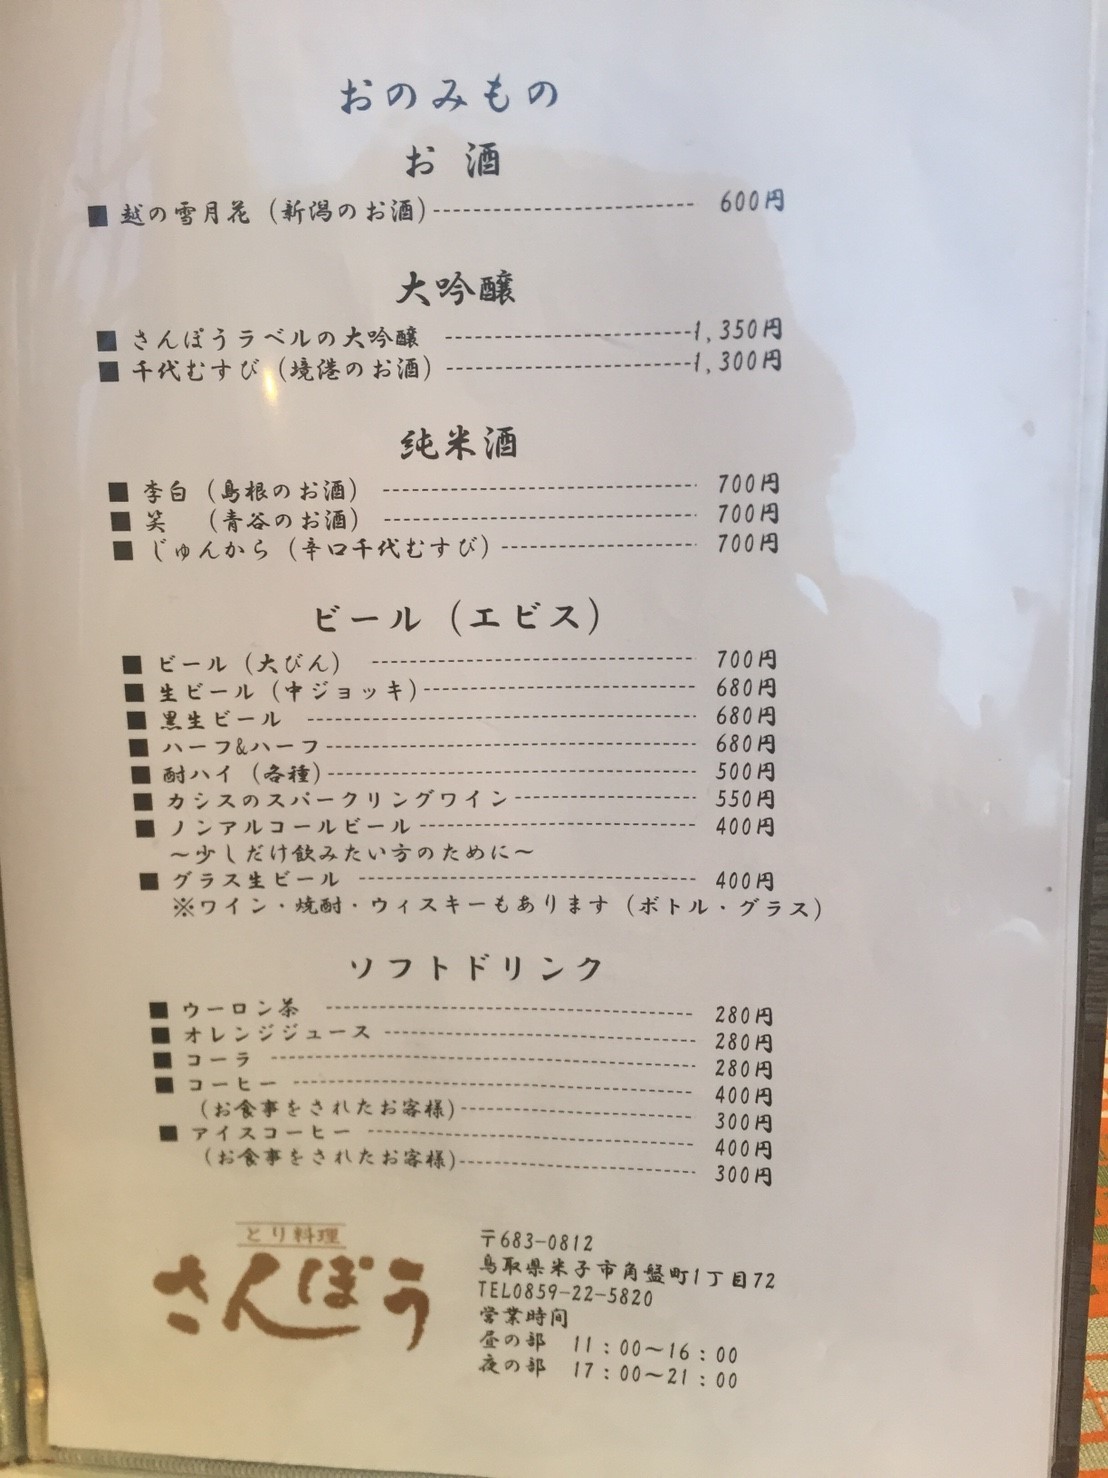 おのみもの
お 酒
■ 越の雪月花（新潟のお酒） 600円
大吟醸
■ さんぽうラベルの大吟醸 1,350円
■ 千代むすび（境港のお酒） 1,300円
純米酒
■ 李白（島根のお酒） 700円
■ 笑 （青谷のお酒） 700円
■ じゅんから（辛口千代むすび） 700円
ビール（エビス）
■ ビール（大びん） 700円
■ 生ビール（中ジョッキ） 680円
■ 黒生ビール 680円
■ ハーフ&ハーフ 680円
■ 酎ハイ（各種） 500円
■ カシスのスパークリングワイン 550円
■ ノンアルコールビール 400円
～少しだけ飲みたい方のために～
■ グラス生ビール 400円
※ワイン・焼酎・ウィスキーもあります（ボトル・グラス）
ソフトドリンク
■ ウーロン茶 280円
■ オレンジジュース 280円
■ コーラ 280円
■ コーヒー 400円
（お食事をされたお客様） 300円
■ アイスコーヒー 400円
（お食事をされたお客様） 300円
とり料理
さんぽう
〒683-0812
鳥取県米子市角盤町1丁目72
TEL0859-22-5820
営業時間
昼の部 11：00～16：00
夜の部 17：00～21：00